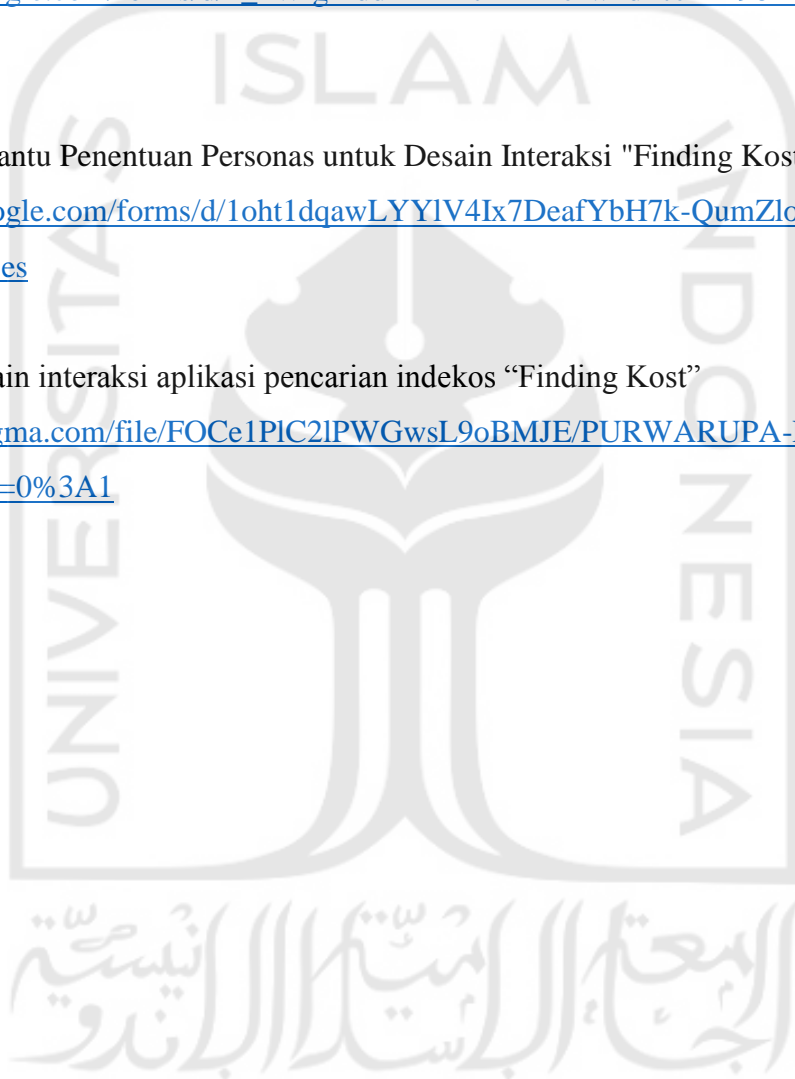 ISLAM
UNIVERSITAS
INDONESIA
antu Penentuan Personas untuk Desain Interaksi "Finding Kost
ogle.com/forms/d/1oht1dqawLYYlV4Ix7DeafYbH7k-QumZlo
es
ain interaksi aplikasi pencarian indekos “Finding Kost”
gma.com/file/FOCe1PlC2lPWGwsL9oBMJE/PURWARUPA-
=0%3A1